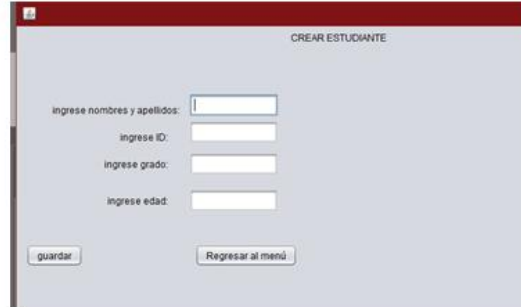 CREAR ESTUDIANTE
ingrese nombres y apellidos:
ingrese ID:
ingrese grado:
ingrese edad:
guardar Regresar al menú